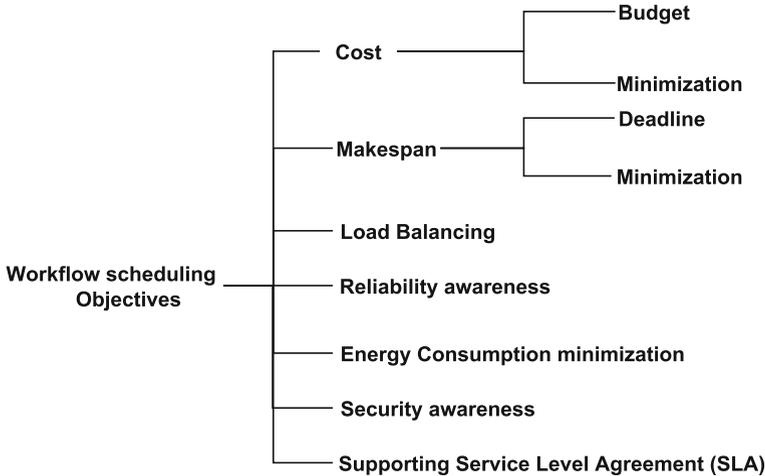 Workflow scheduling
Objectives
Cost
Budget
Minimization
Makespan
Deadline
Minimization
Load Balancing
Reliability awareness
Energy Consumption minimization
Security awareness
Supporting Service Level Agreement (SLA)